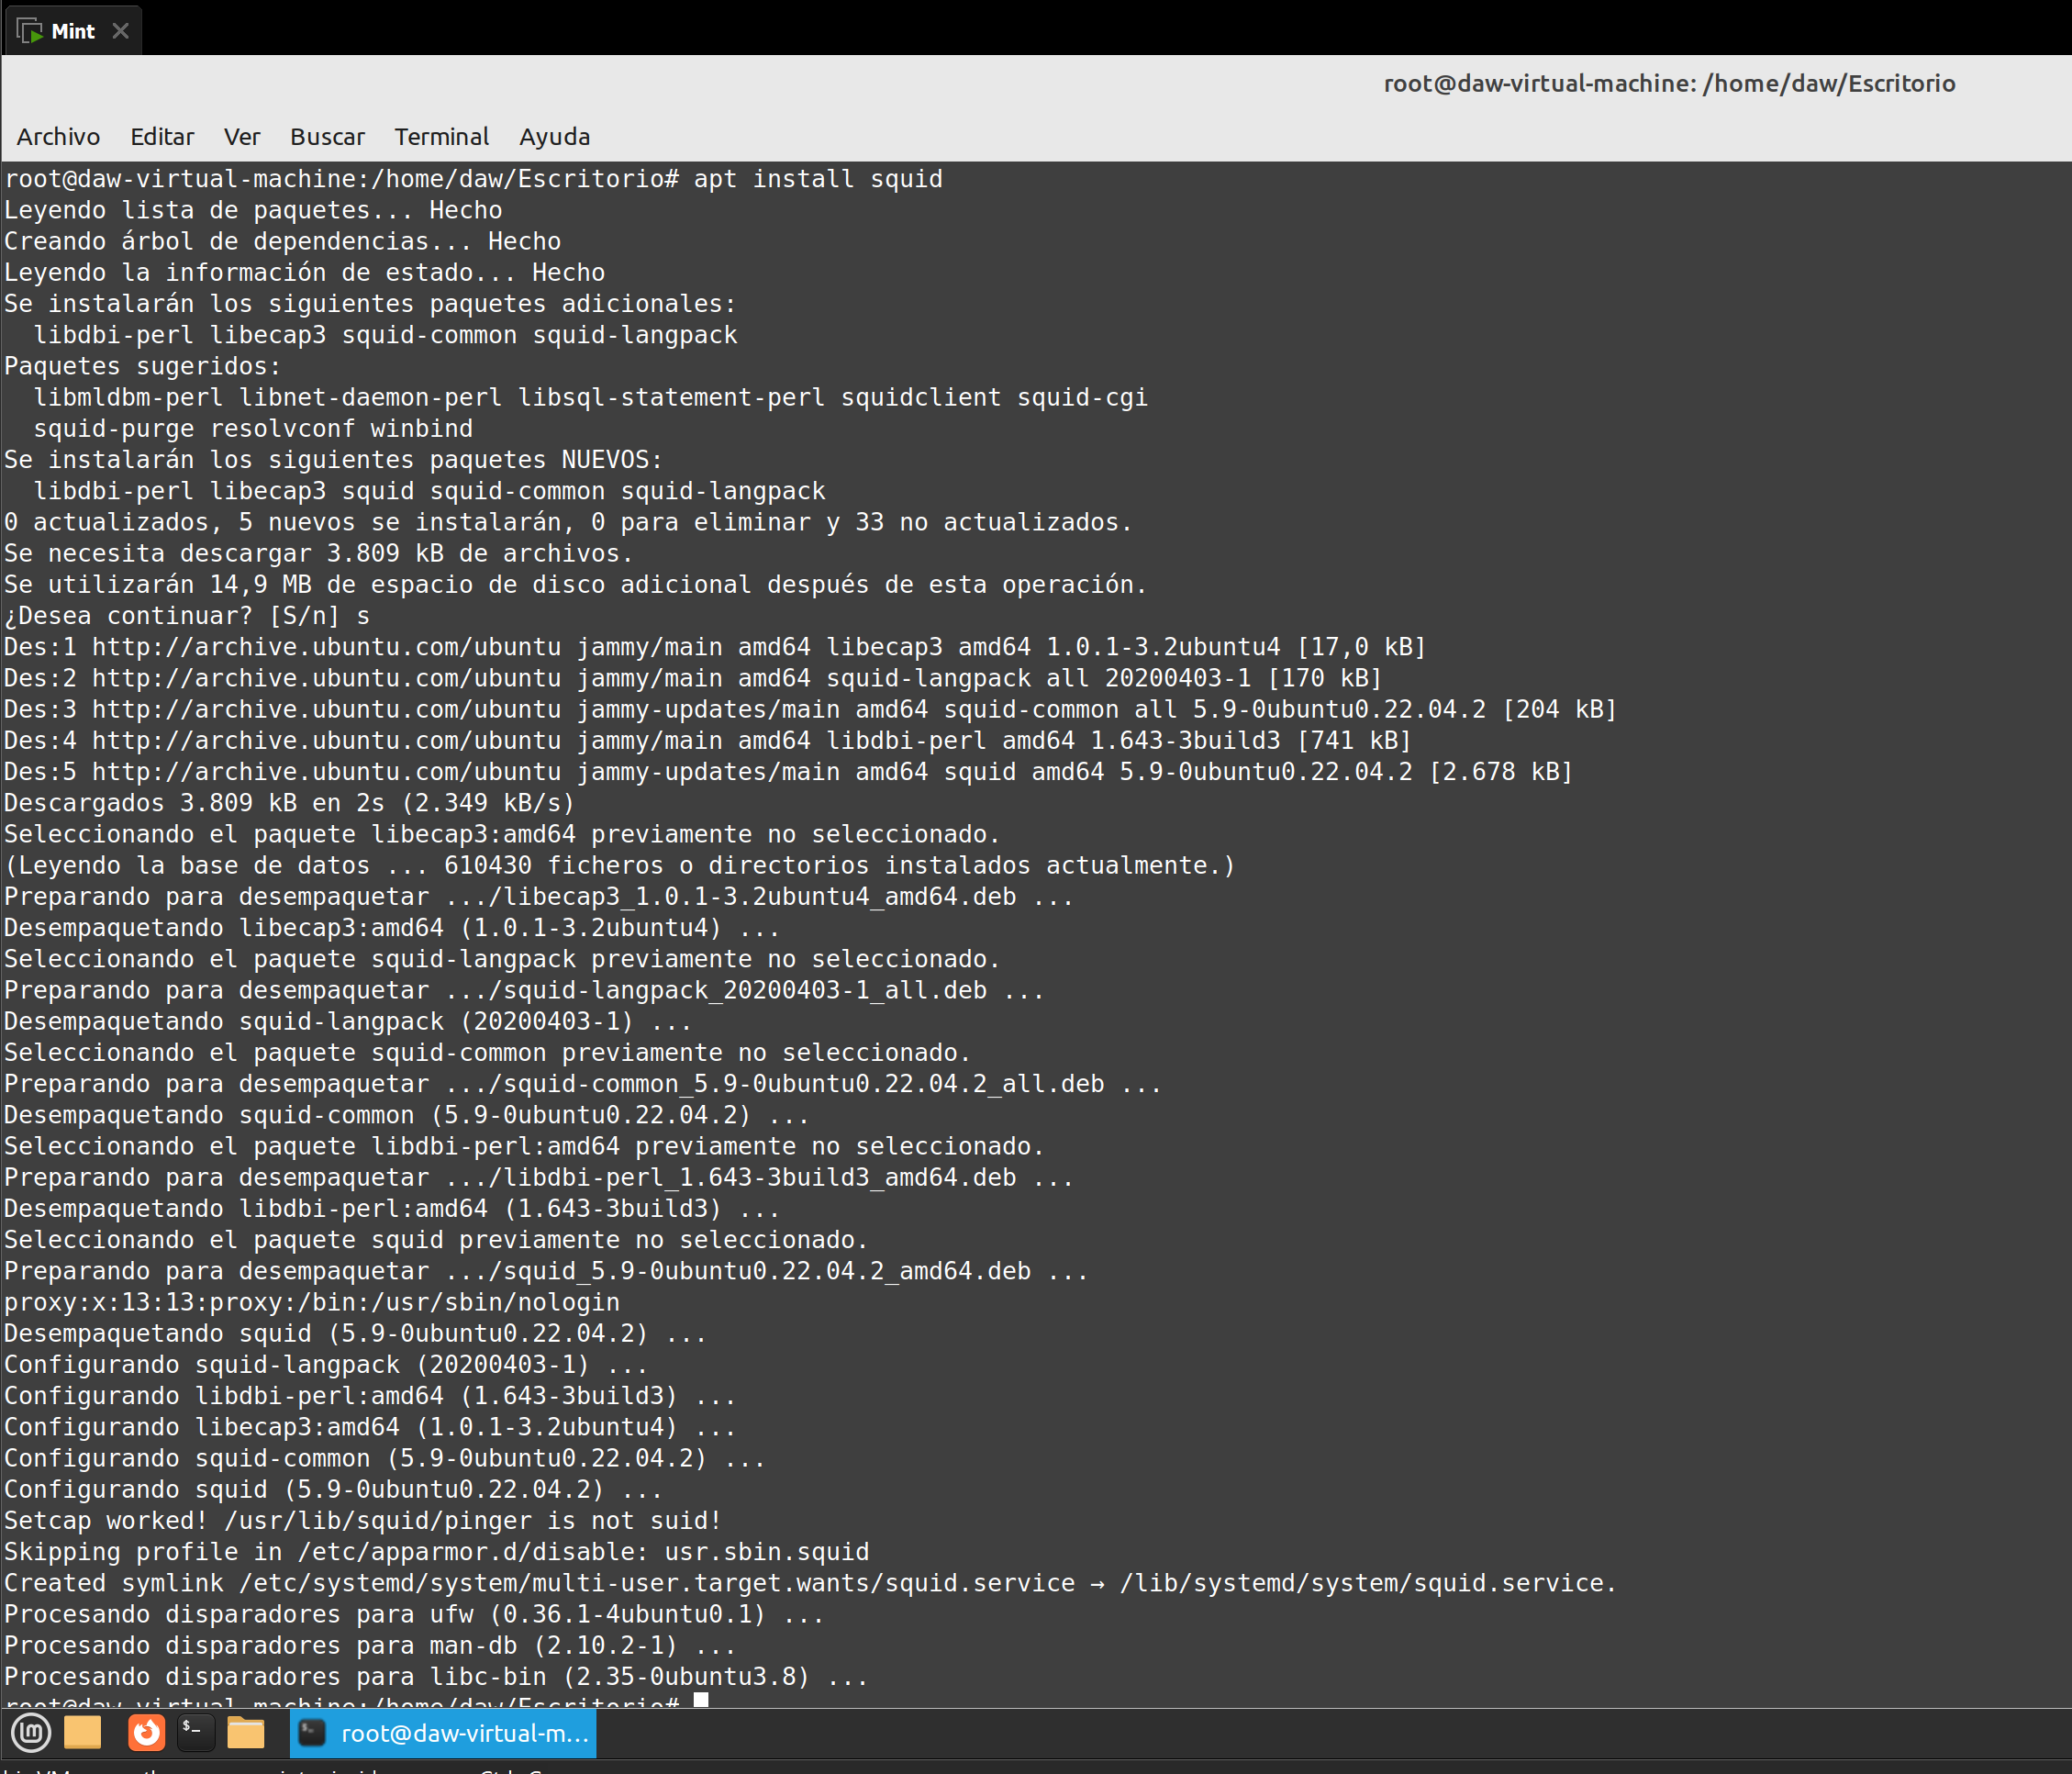 Mint
root@daw-virtual-machine: /home/daw/Escritorio
Archivo Editar Ver Buscar Terminal Ayuda
root@daw-virtual-machine:/home/daw/Escritorio# apt install squid
Leyendo lista de paquetes... Hecho
Creando árbol de dependencias... Hecho
Leyendo la información de estado... Hecho
Se instalarán los siguientes paquetes adicionales:
  libdbi-perl libecap3 squid-common squid-langpack
Paquetes sugeridos:
  libmldbm-perl libnet-daemon-perl libsql-statement-perl squidclient squid-cgi
  squid-purge resolvconf winbind
Se instalarán los siguientes paquetes NUEVOS:
  libdbi-perl libecap3 squid squid-common squid-langpack
0 actualizados, 5 nuevos se instalarán, 0 para eliminar y 33 no actualizados.
Se necesita descargar 3.809 kB de archivos.
Se utilizarán 14,9 MB de espacio de disco adicional después de esta operación.
¿Desea continuar? [S/n] s
Des:1 http://archive.ubuntu.com/ubuntu jammy/main amd64 libecap3 amd64 1.0.1-3.2ubuntu4 [17,0 kB]
Des:2 http://archive.ubuntu.com/ubuntu jammy/main amd64 squid-langpack all 20200403-1 [170 kB]
Des:3 http://archive.ubuntu.com/ubuntu jammy-updates/main amd64 squid-common all 5.9-0ubuntu0.22.04.2 [204 kB]
Des:4 http://archive.ubuntu.com/ubuntu jammy/main amd64 libdbi-perl amd64 1.643-3build3 [741 kB]
Des:5 http://archive.ubuntu.com/ubuntu jammy-updates/main amd64 squid amd64 5.9-0ubuntu0.22.04.2 [2.678 kB]
Descargados 3.809 kB en 2s (2.349 kB/s)
Seleccionando el paquete libecap3:amd64 previamente no seleccionado.
(Leyendo la base de datos ... 610430 ficheros o directorios instalados actualmente.)
Preparando para desempaquetar .../libecap3_1.0.1-3.2ubuntu4_amd64.deb ...
Desempaquetando libecap3:amd64 (1.0.1-3.2ubuntu4) ...
Seleccionando el paquete squid-langpack previamente no seleccionado.
Preparando para desempaquetar .../squid-langpack_20200403-1_all.deb ...
Desempaquetando squid-langpack (20200403-1) ...
Seleccionando el paquete squid-common previamente no seleccionado.
Preparando para desempaquetar .../squid-common_5.9-0ubuntu0.22.04.2_all.deb ...
Desempaquetando squid-common (5.9-0ubuntu0.22.04.2) ...
Seleccionando el paquete libdbi-perl:amd64 previamente no seleccionado.
Preparando para desempaquetar .../libdbi-perl_1.643-3build3_amd64.deb ...
Desempaquetando libdbi-perl:amd64 (1.643-3build3) ...
Seleccionando el paquete squid previamente no seleccionado.
Preparando para desempaquetar .../squid_5.9-0ubuntu0.22.04.2_amd64.deb ...
proxy:x:13:13:proxy:/bin:/usr/sbin/nologin
Desempaquetando squid (5.9-0ubuntu0.22.04.2) ...
Configurando squid-langpack (20200403-1) ...
Configurando libdbi-perl:amd64 (1.643-3build3) ...
Configurando libecap3:amd64 (1.0.1-3.2ubuntu4) ...
Configurando squid-common (5.9-0ubuntu0.22.04.2) ...
Configurando squid (5.9-0ubuntu0.22.04.2) ...
Setcap worked! /usr/lib/squid/pinger is not suid!
Skipping profile in /etc/apparmor.d/disable: usr.sbin.squid
Created symlink /etc/systemd/system/multi-user.target.wants/squid.service → /lib/systemd/system/squid.service.
Procesando disparadores para ufw (0.36.1-4ubuntu0.1) ...
Procesando disparadores para man-db (2.10.2-1) ...
Procesando disparadores para libc-bin (2.35-0ubuntu3.8) ...
root@daw-virtual-machine:/home/daw/Escritorio#
root@daw-virtual-m...